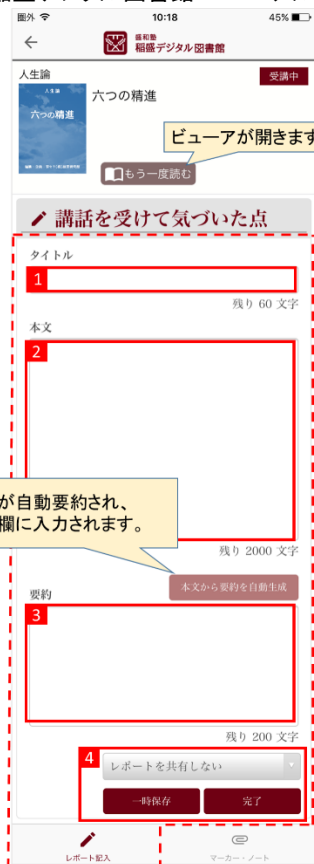 圏外
10:18
45%
盛和塾
稲盛デジタル図書館
人生論
受講中
人生論
六つの精進
六つの精進
ビューアが開きます
もう一度読む
講話を受けて気づいた点
タイトル
1
残り 60 文字
本文
2
が自動要約され、
欄に入力されます。
残り 2000 文字
本文から要約を自動生成
要約
3
残り 200 文字
4
レポートを共有しない
一時保存
完了
レポート記入
マーカー・ノート